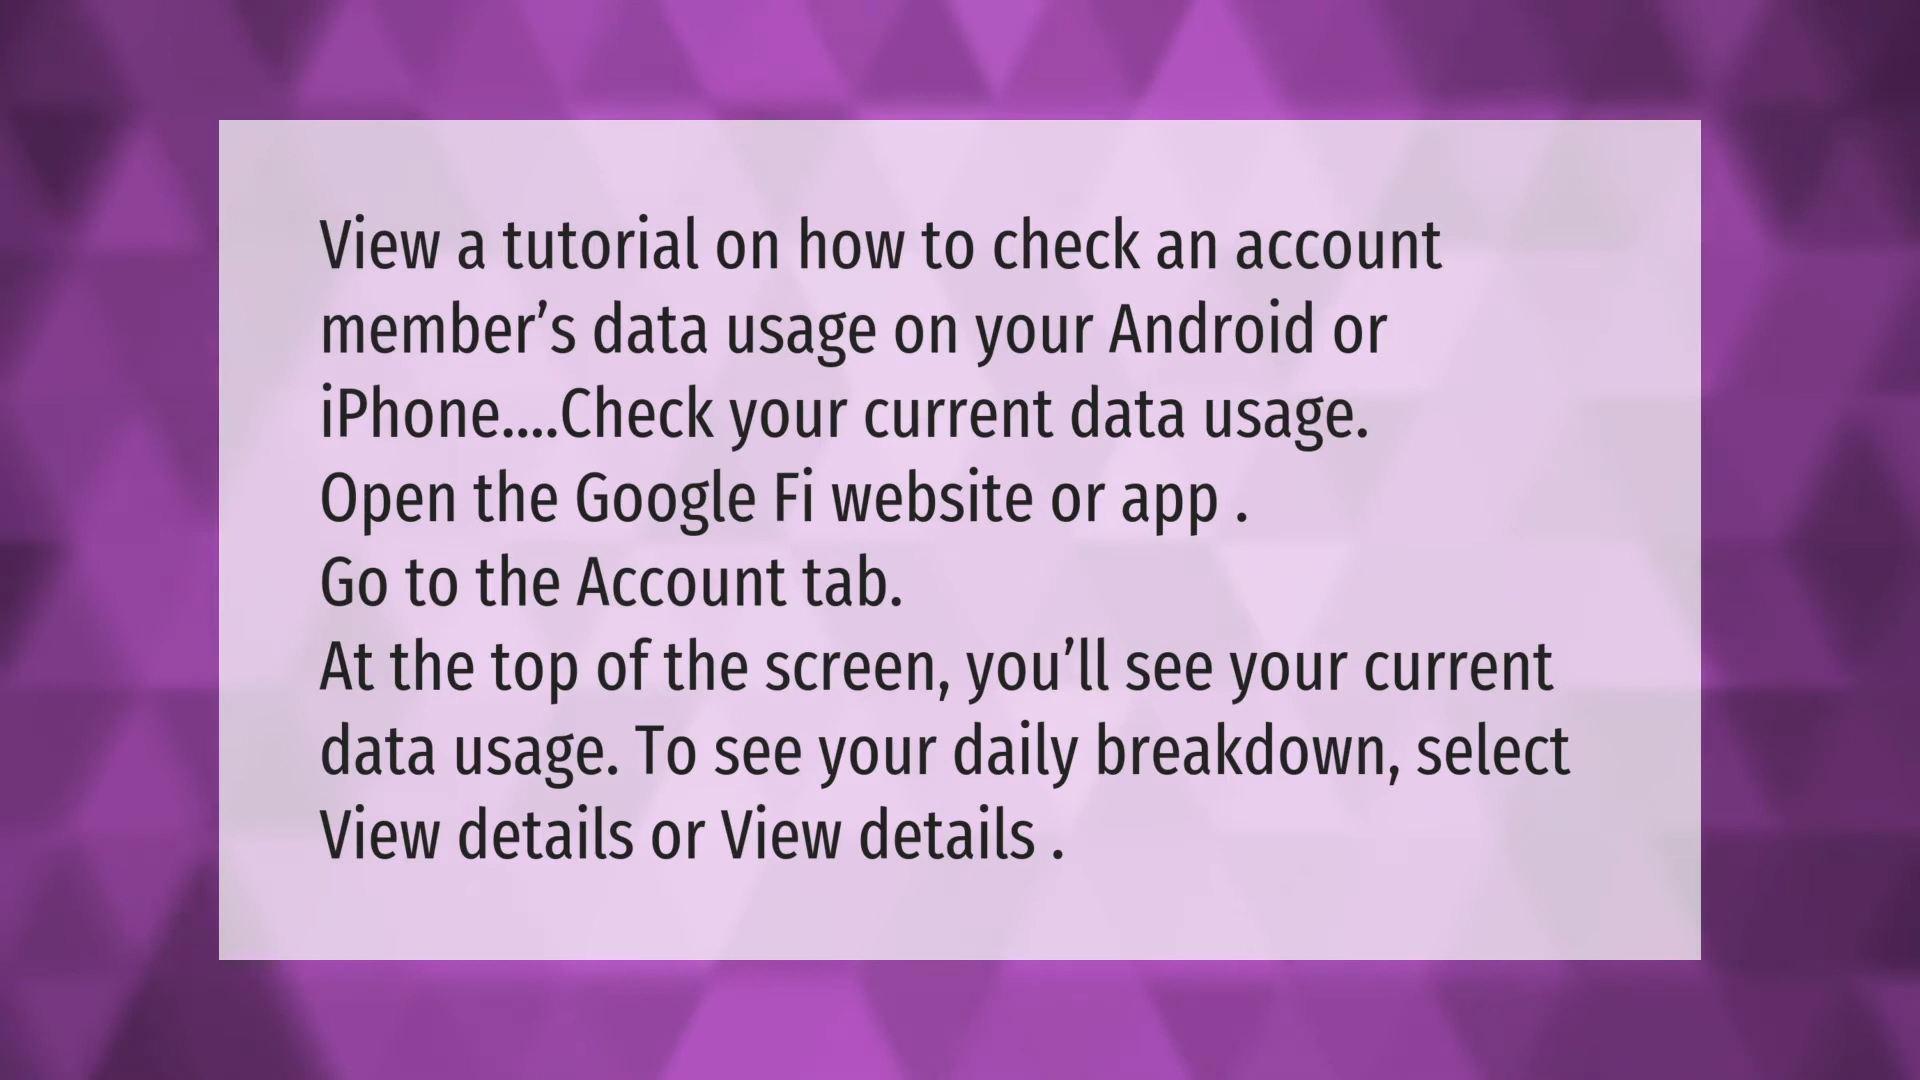 View a tutorial on how to check an account
member’s data usage on your Android or
iPhone....Check your current data usage.
Open the Google Fi website or app .
Go to the Account tab.
At the top of the screen, you’ll see your current
data usage. To see your daily breakdown, select
View details or View details .